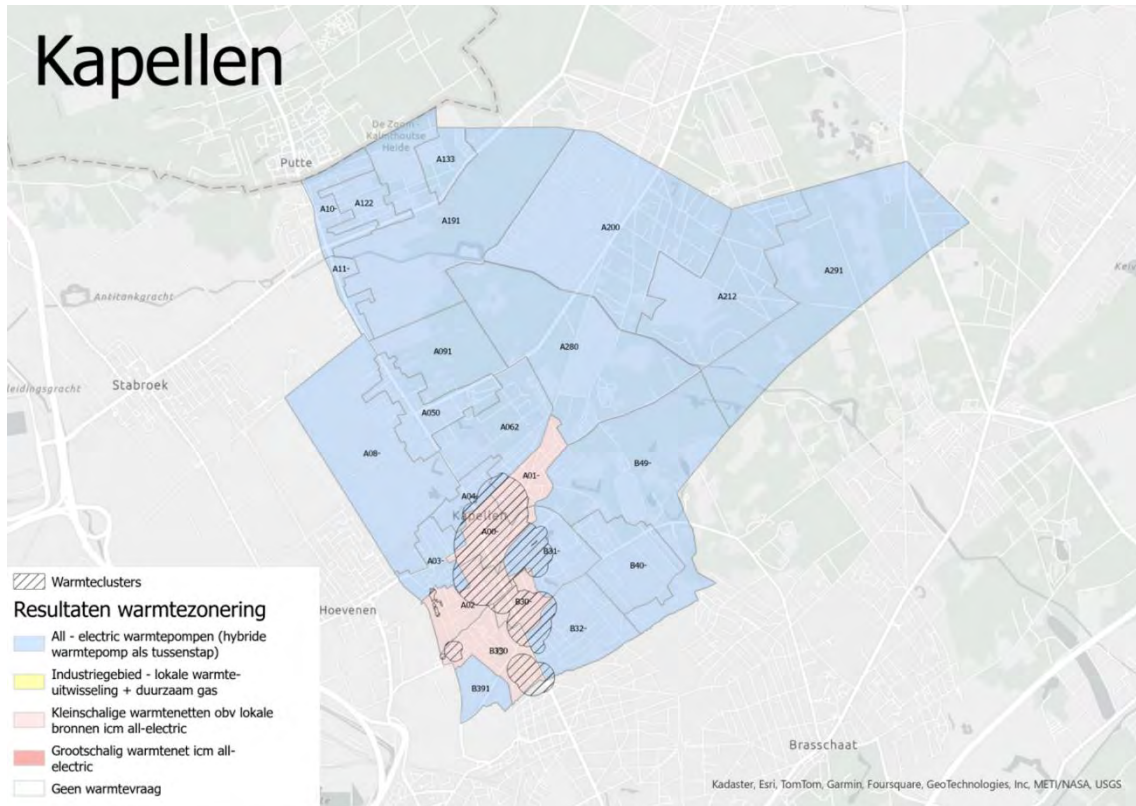 Kapellen
De Zoom -
Kalmthoutse
Heide
Putte
A133
A10-
A122
A191
A200
A11-
A291
A212
Antitankgracht
A091
A280
Stabroek
A050
A062
A08-
A01-
B49-
A04-
Kapellen
A00-
A03-
B31-
B40-
Hoevenen
A02
B30-
B32-
B391
Brasschaat
Warmteclusters
Resultaten warmtezonering
All - electric warmtepompen (hybride
warmtepomp als tussenstap)
Industriegebied - lokale warmte-
uitwisseling + duurzaam gas
Kleinschalige warmtenetten obv lokale
bronnen icm all-electric
Grootschalig warmtenet icm all-
electric
Geen warmtevraag
Kadaster, Esri, TomTom, Garmin, Foursquare, GeoTechnologies, Inc, METI/NASA, USGS